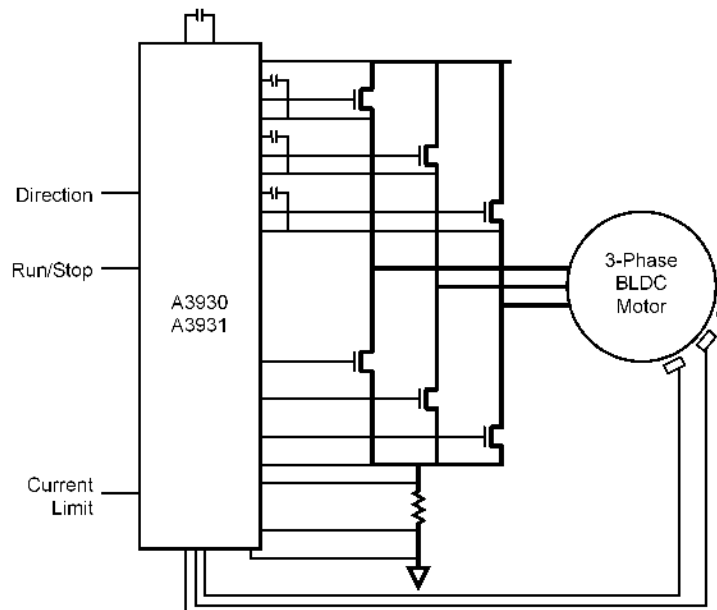 Direction
Run/Stop
A3930
A3931
3-Phase
BLDC
Motor
Current
Limit